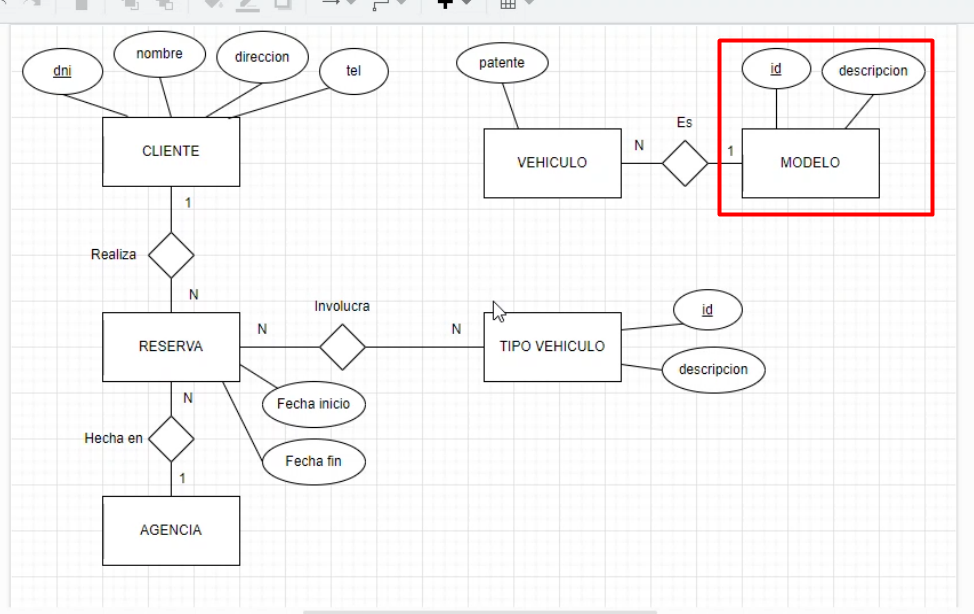 dni
nombre
direccion
tel
patente
id
descripcion
CLIENTE
VEHICULO
N
Es
1
MODELO
1
Realiza
N
Involucra
RESERVA
N
N
TIPO VEHICULO
id
descripcion
N
Fecha inicio
Hecha en
Fecha fin
1
AGENCIA